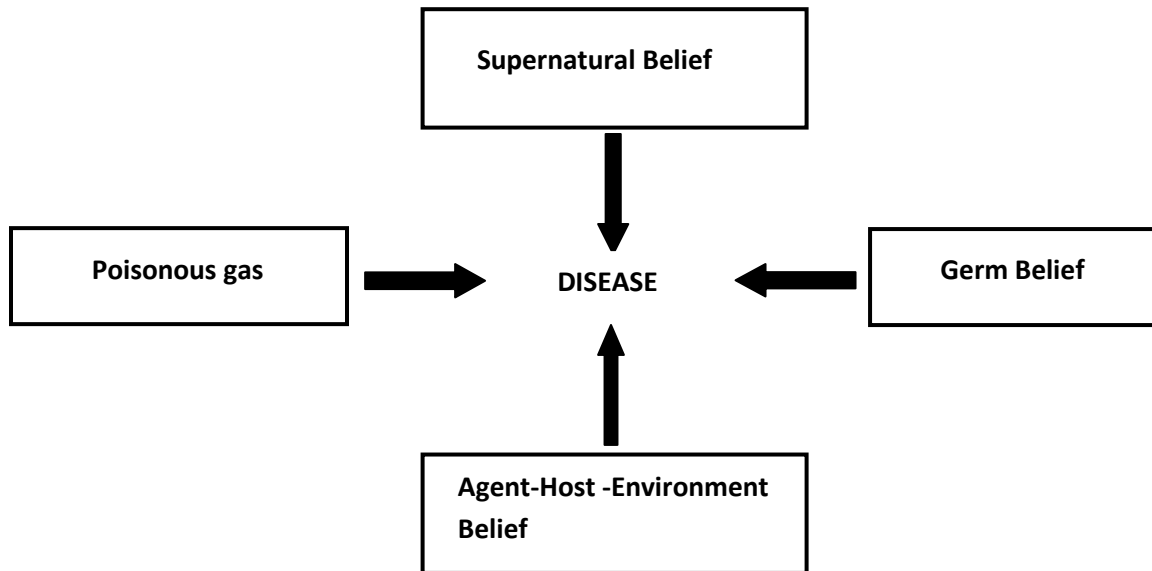 Supernatural Belief
Poisonous gas
DISEASE
Germ Belief
Agent-Host -Environment
Belief